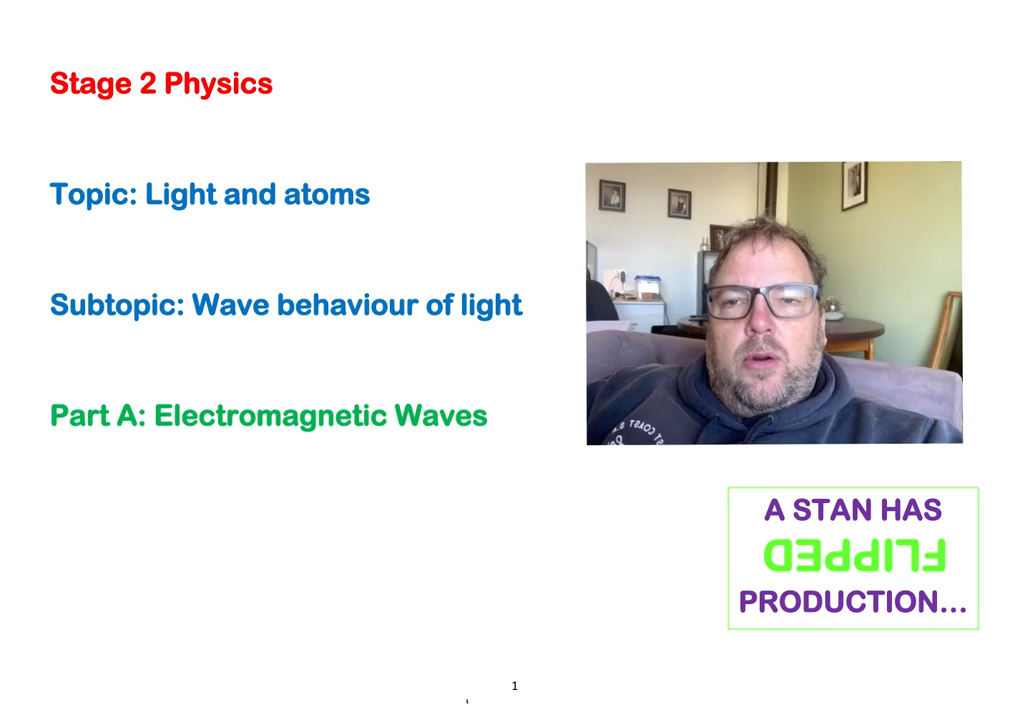 Stage 2 Physics
Topic: Light and atoms
Subtopic: Wave behaviour of light
Part A: Electromagnetic Waves
A STAN HAS
FLIPPED
PRODUCTION...
1